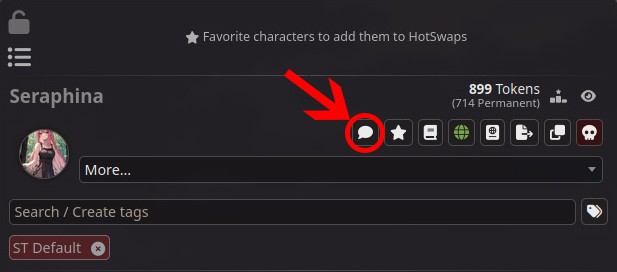 Favorite characters to add them to HotSwaps
Seraphina
899 Tokens
(714 Permanent)
More...
Search / Create tags
ST Default